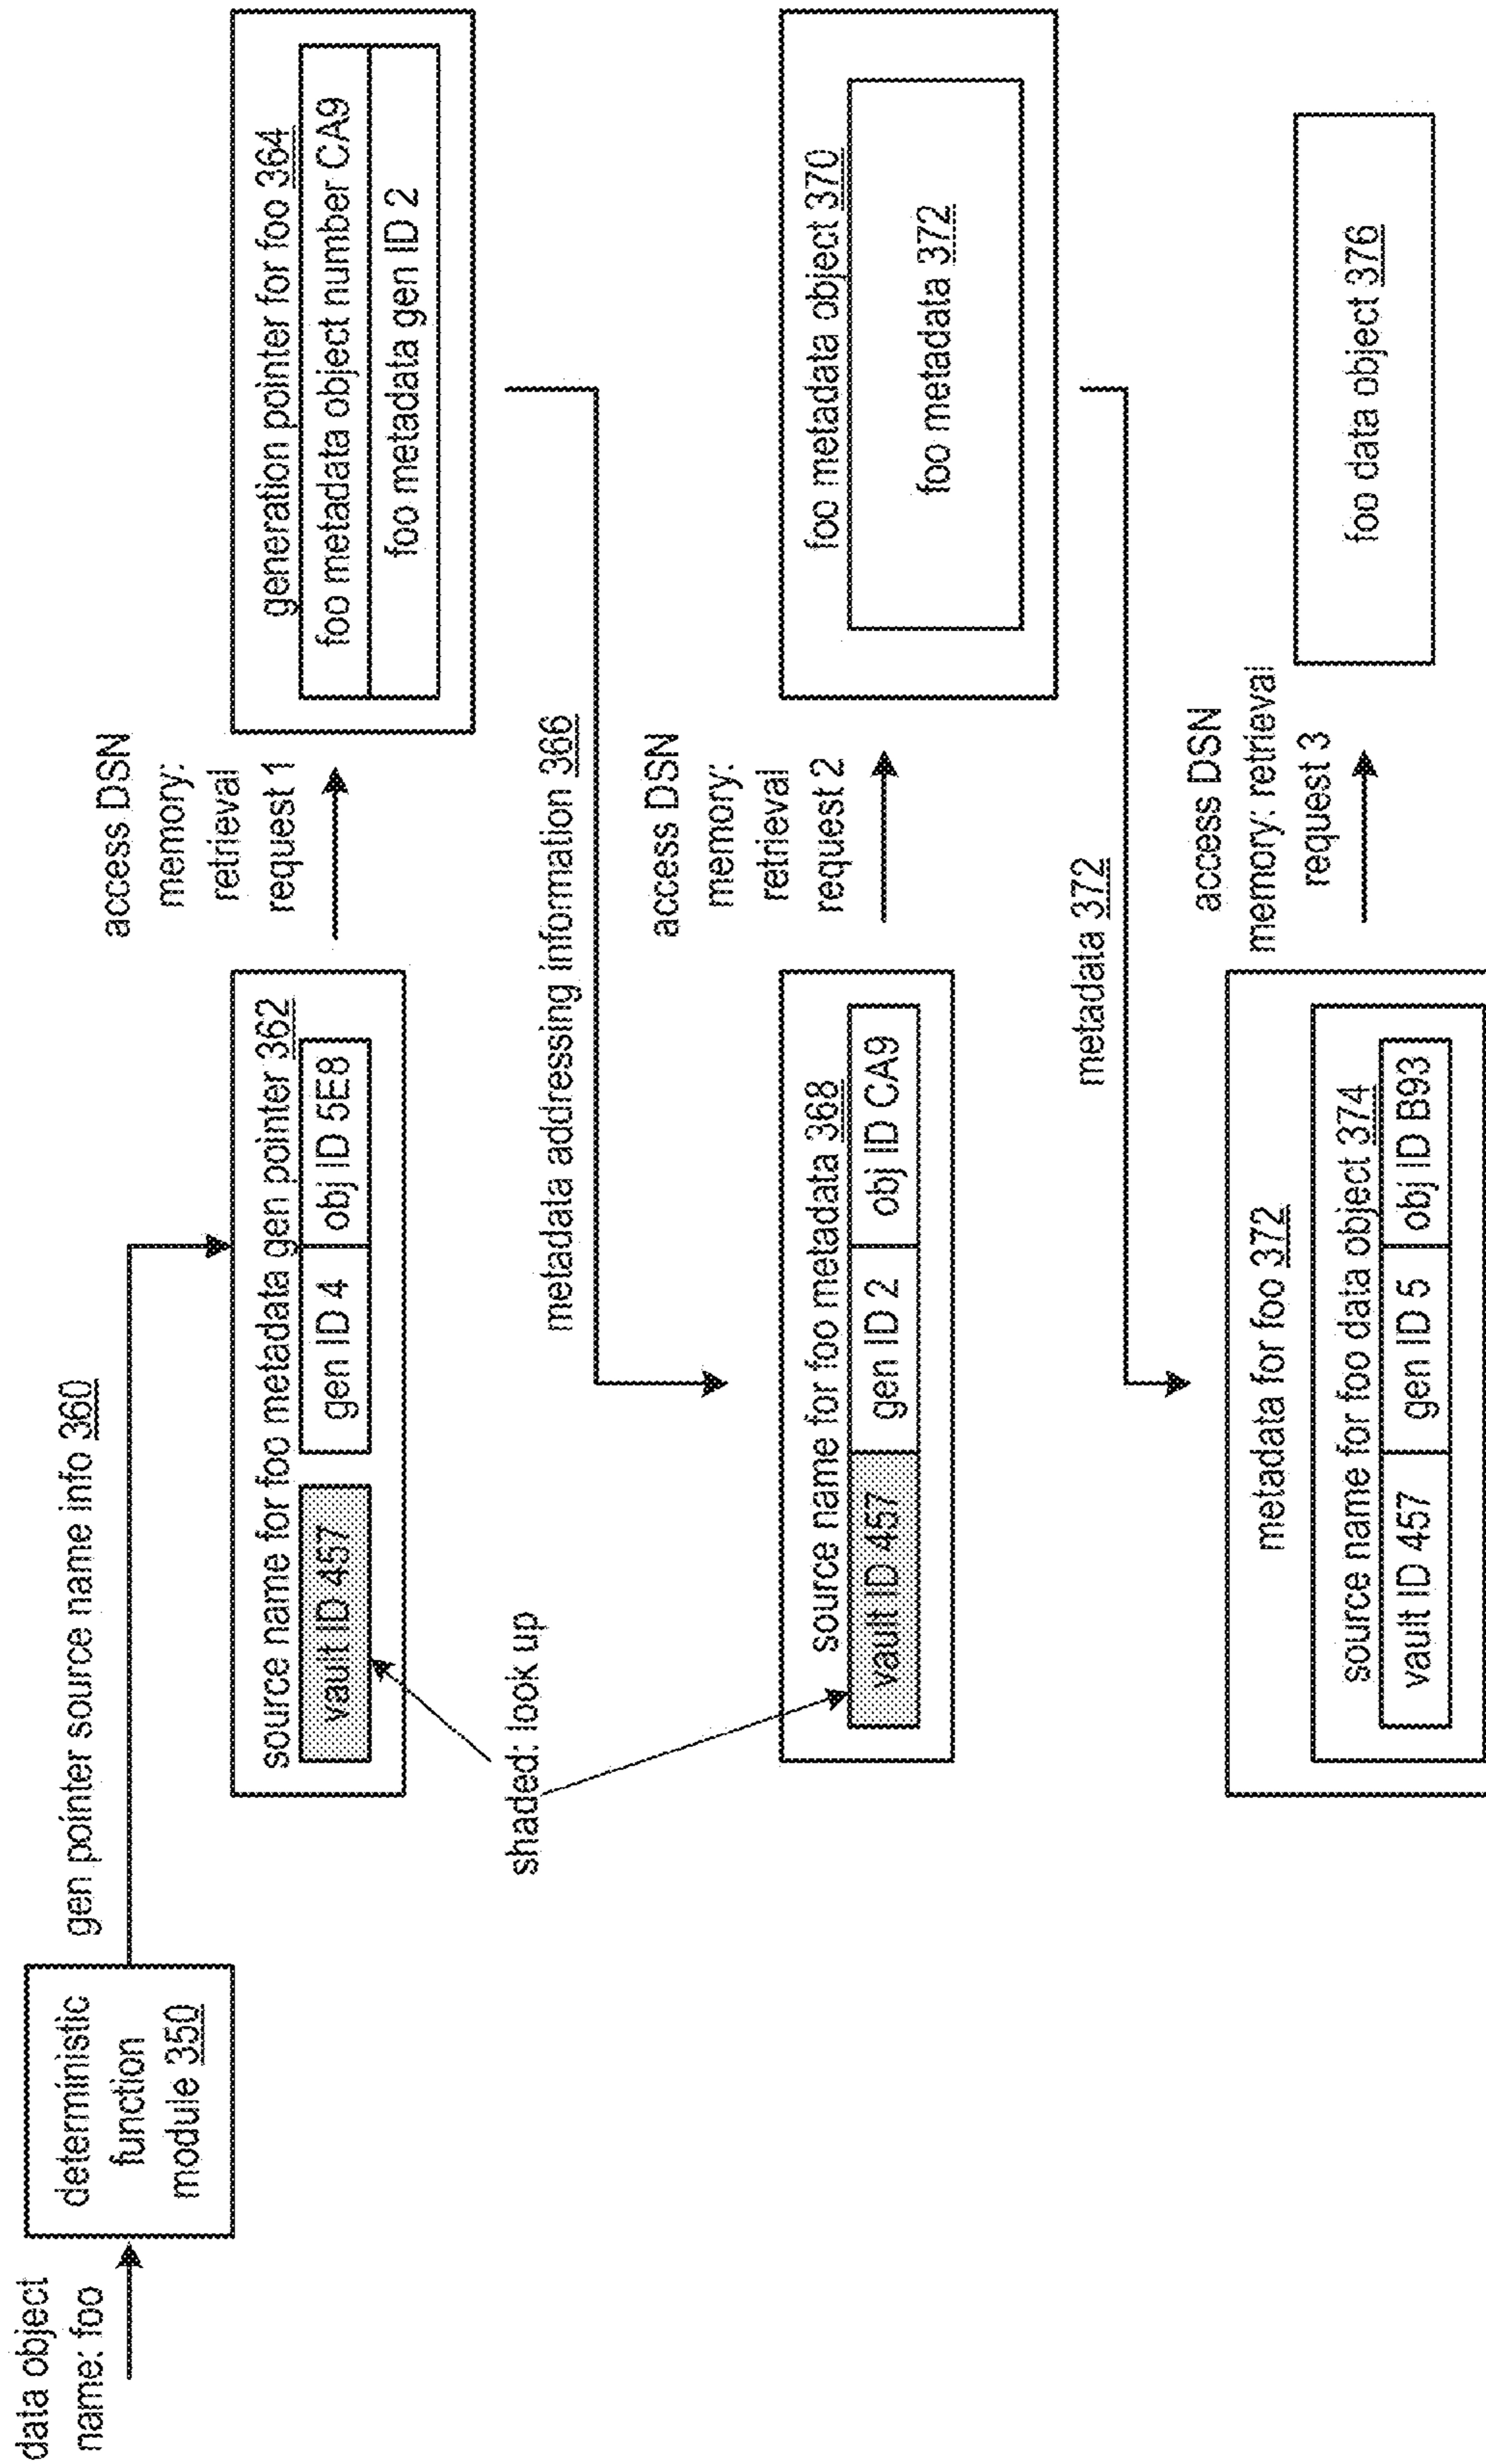 data object
name: foo
deterministic
function
module 350
gen pointer source name info 360
source name for foo metadata gen pointer 362
vault ID 457
gen ID 4
obj ID 5E8
access DSN
memory:
retrieval
request 1
generation pointer for foo 364
foo metadata object number CA9
foo metadata gen ID 2
shaded: look up
metadata addressing information 366
source name for foo metadata 368
vault ID 457
gen ID 2
obj ID CA9
access DSN
memory:
retrieval
request 2
foo metadata object 370
foo metadata 372
metadata 372
metadata for foo 372
source name for foo data object 374
vault ID 457
gen ID 5
obj ID B93
access DSN
memory: retrieval
request 3
foo data object 376